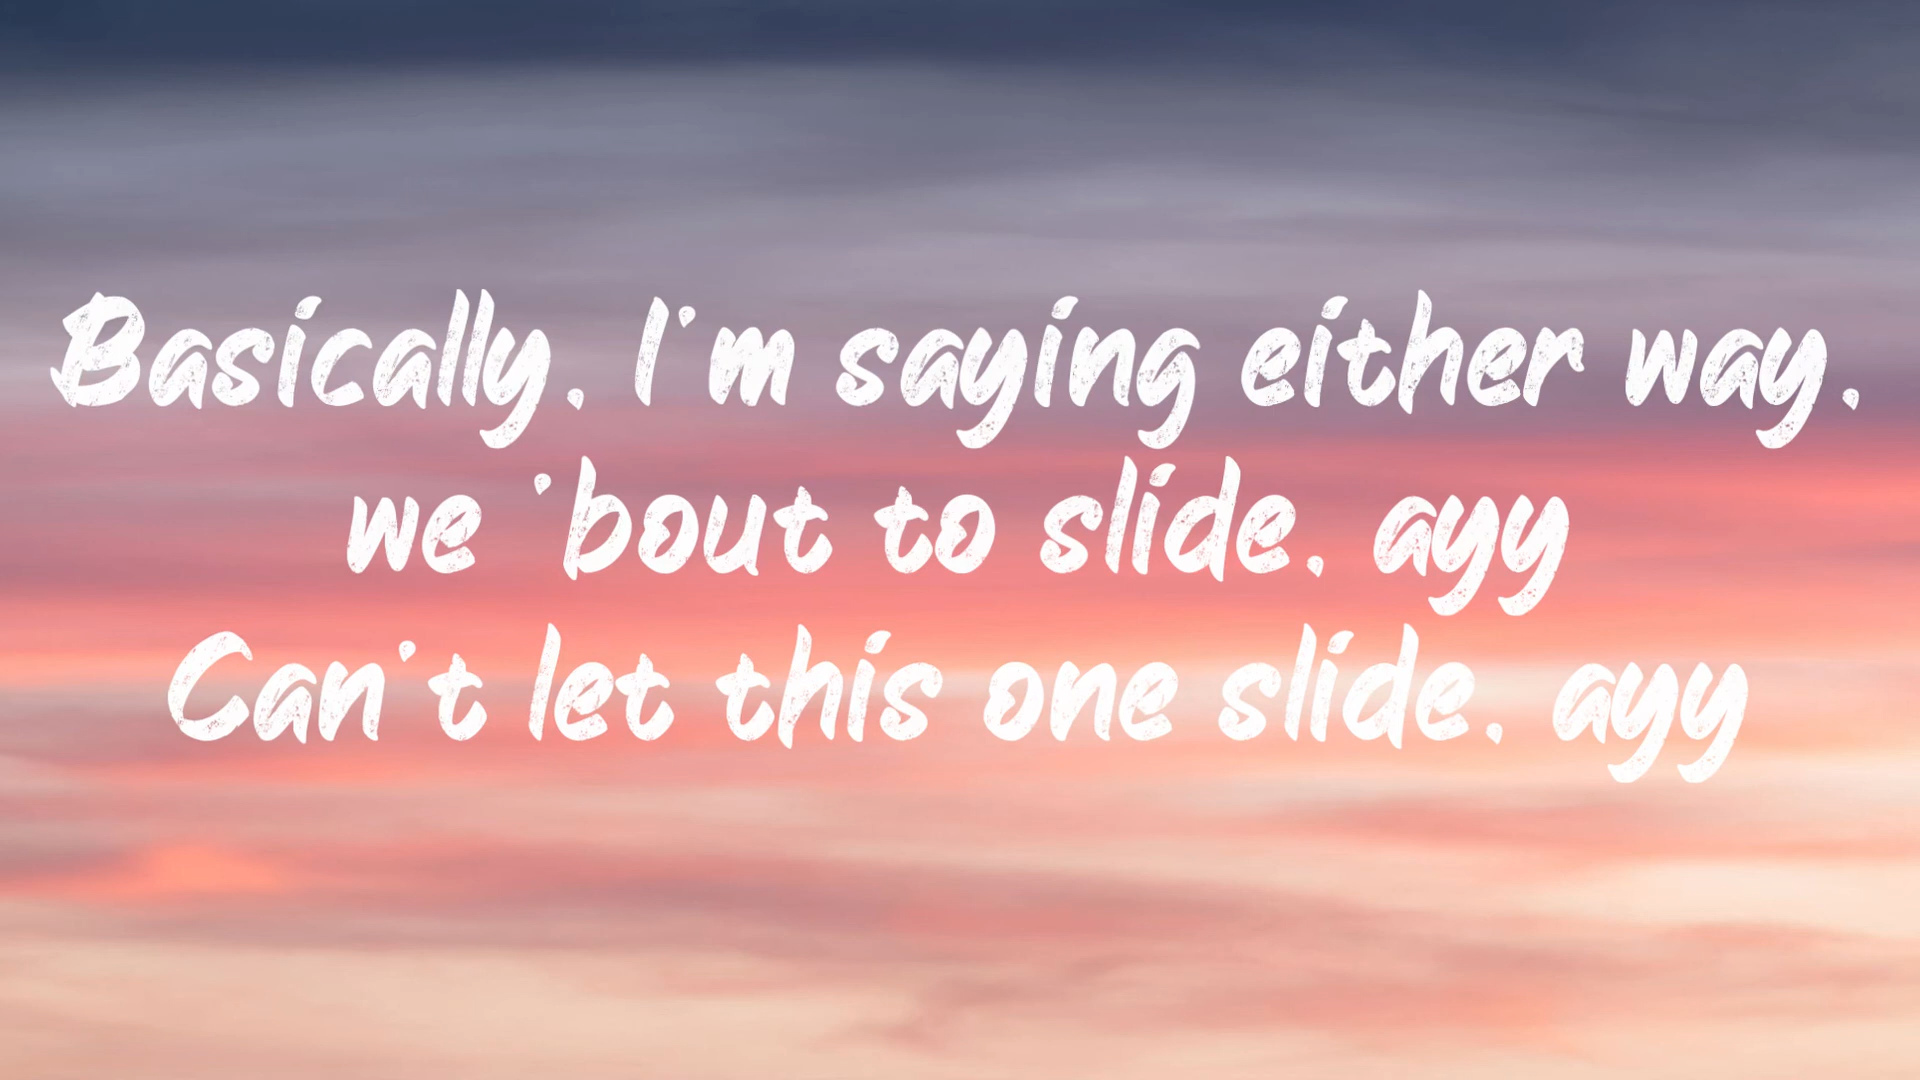 Basically, I'm saying either way,
we 'bout to slide, ayy
Can't let this one slide, ayy